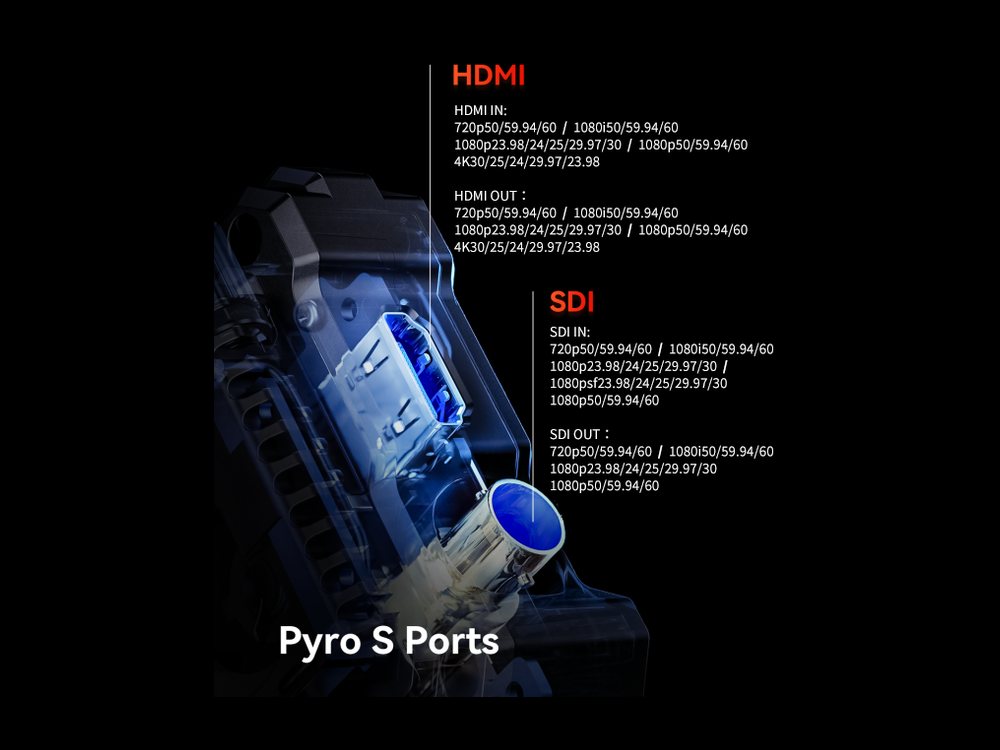 HDMI
HDMI IN:
720p50/59.94/60 / 1080i50/59.94/60
1080p23.98/24/25/29.97/30 / 1080p50/59.94/60
4K30/25/24/29.97/23.98
HDMI OUT：
720p50/59.94/60 / 1080i50/59.94/60
1080p23.98/24/25/29.97/30 / 1080p50/59.94/60
4K30/25/24/29.97/23.98
SDI
SDI IN:
720p50/59.94/60 / 1080i50/59.94/60
1080p23.98/24/25/29.97/30 /
1080psf23.98/24/25/29.97/30
1080p50/59.94/60
SDI OUT：
720p50/59.94/60 / 1080i50/59.94/60
1080p23.98/24/25/29.97/30
1080p50/59.94/60
Pyro S Ports